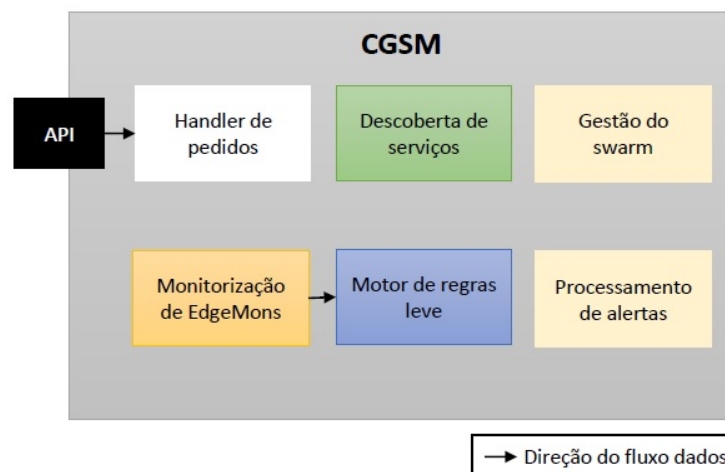 CGSM
API
Handler de
pedidos
Descoberta de
serviços
Gestão do
swarm
Monitorização
de EdgeMons
Motor de regras
leve
Processamento
de alertas
Direção do fluxo dados